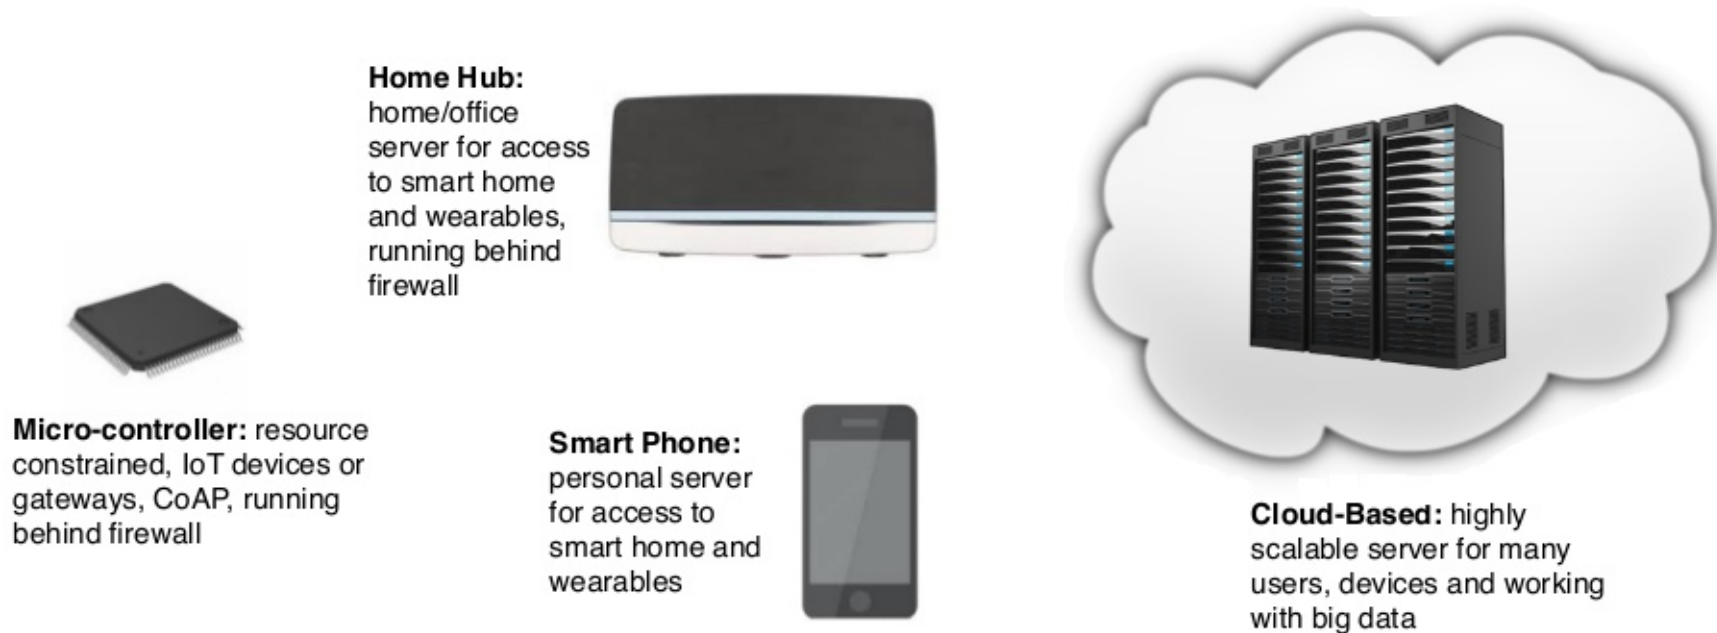 Home Hub:
home/office
server for access
to smart home
and wearables,
running behind
firewall
Micro-controller: resource
constrained, IoT devices or
gateways, CoAP, running
behind firewall
Smart Phone:
personal server
for access to
smart home and
wearables
Cloud-Based: highly
scalable server for many
users, devices and working
with big data